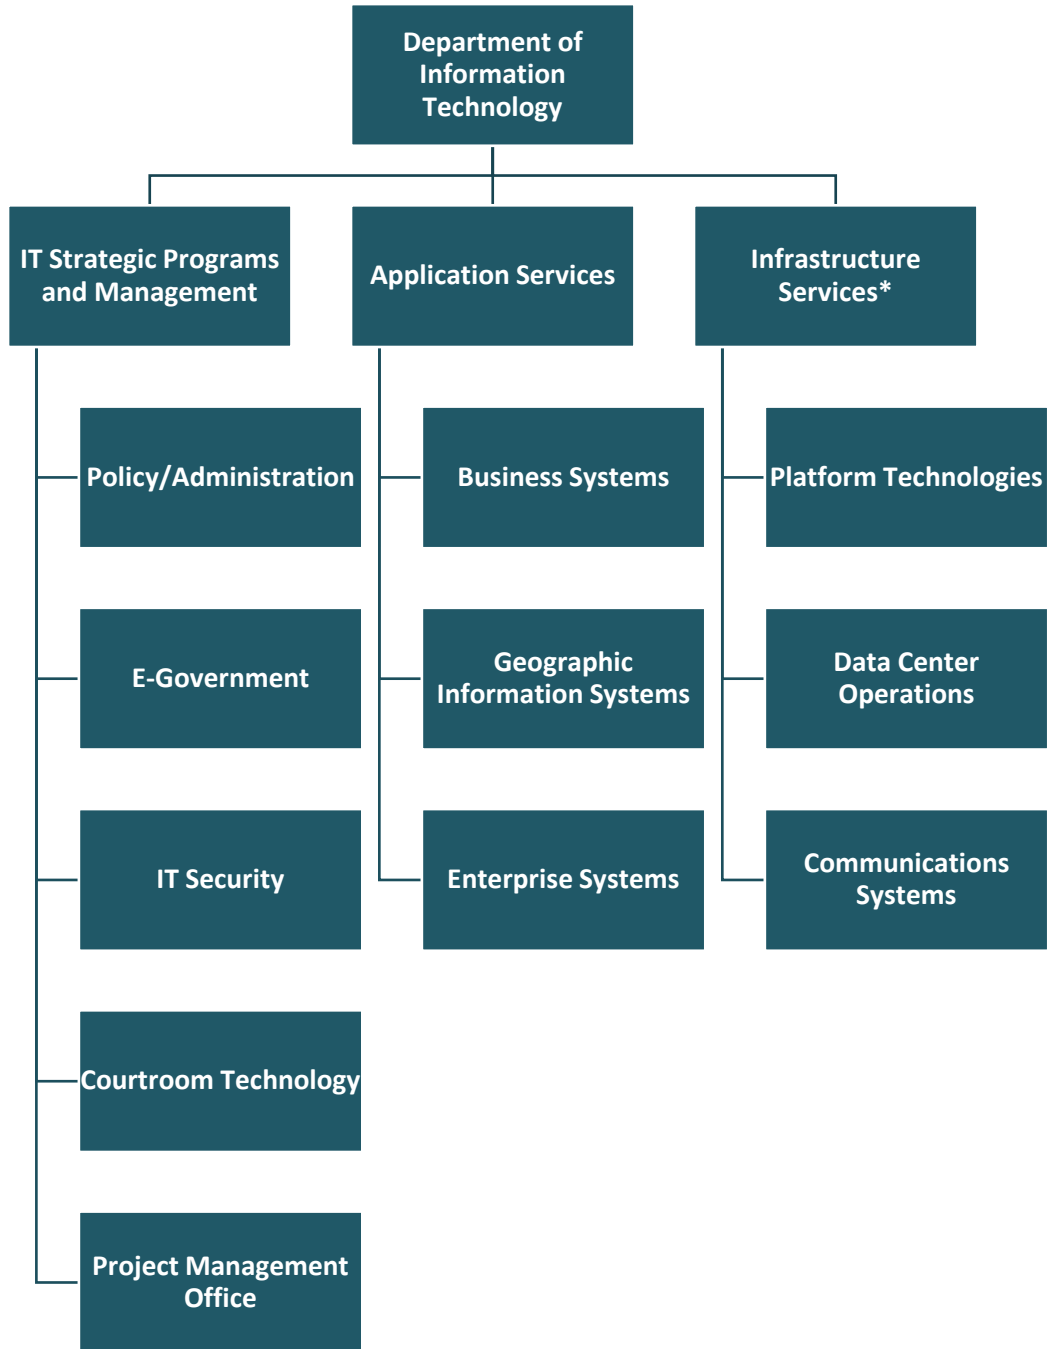 Department of
Information
Technology
IT Strategic Programs
and Management
Application Services
Infrastructure
Services*
Policy/Administration
Business Systems
Platform Technologies
E-Government
Geographic
Information Systems
Data Center
Operations
IT Security
Enterprise Systems
Communications
Systems
Courtroom Technology
Project Management
Office